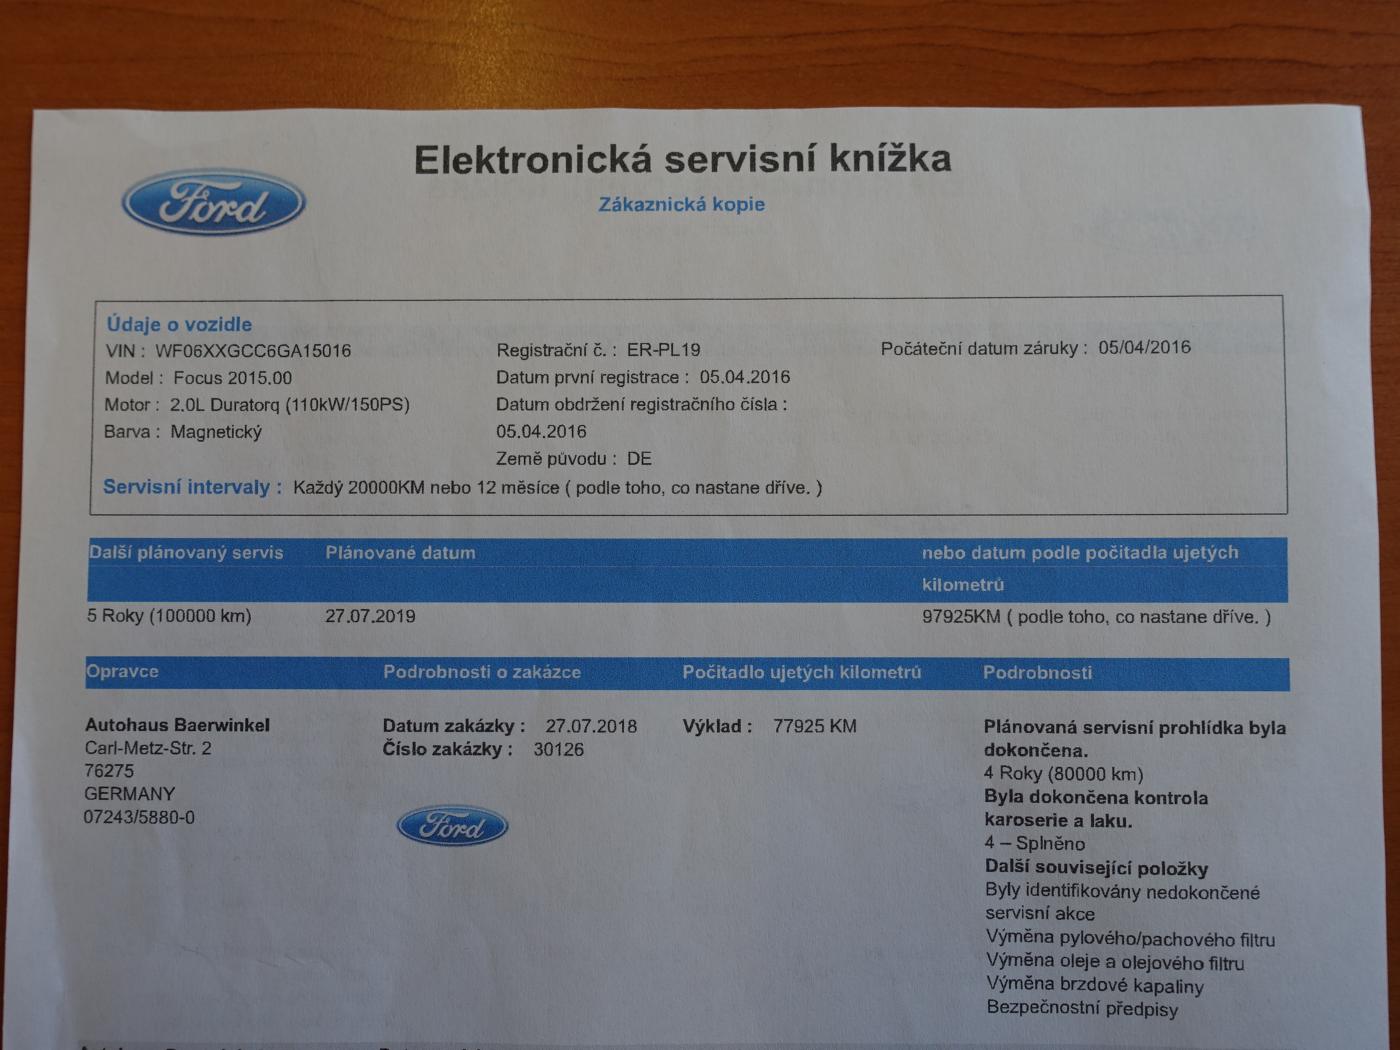 Elektronická servisní knížka
Ford
Zákaznická kopie
Údaje o vozidle
VIN : WF06XXGCC6GA15016
Registrační č. : ER-PL19
Počáteční datum záruky : 05/04/2016
Model : Focus 2015.00
Datum první registrace : 05.04.2016
Motor : 2.0L Duratorq (110kW/150PS)
Datum obdržení registračního čísla :
Barva : Magnetický
05.04.2016
Země původu : DE
Servisní intervaly : Každý 20000KM nebo 12 měsíce ( podle toho, co nastane dříve. )
Další plánovaný servis
Plánované datum
nebo datum podle počitadla ujetých
kilometrů
5 Roky (100000 km)
27.07.2019
97925KM ( podle toho, co nastane dříve. )
Opravce
Podrobnosti o zakázce
Počitadlo ujetých kilometrů
Podrobnosti
Autohaus Baerwinkel
Carl-Metz-Str. 2
76275
GERMANY
07243/5880-0
Datum zakázky : 27.07.2018
Číslo zakázky : 30126
Ford
Výklad : 77925 KM
Plánovaná servisní prohlídka byla
dokončena.
4 Roky (80000 km)
Byla dokončena kontrola
karoserie a laku.
4 – Splněno
Další související položky
Byly identifikovány nedokončené
servisní akce
Výměna pylového/pachového filtru
Výměna oleje a olejového filtru
Výměna brzdové kapaliny
Bezpečnostní předpisy